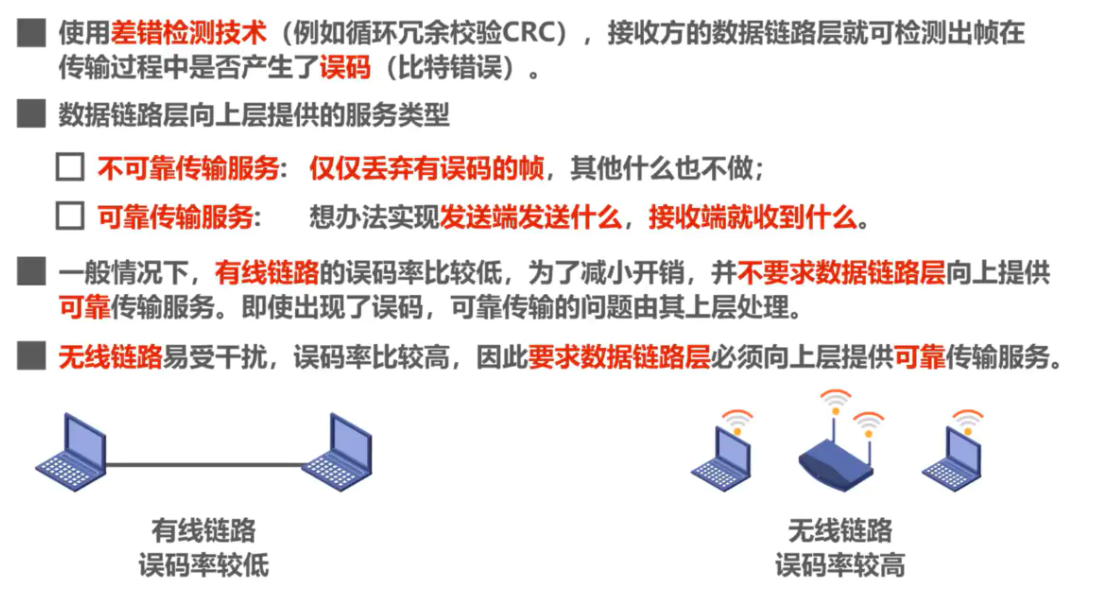 使用差错检测技术（例如循环冗余校验CRC），接收方的数据链路层就可检测出帧在
传输过程中是否产生了误码（比特错误）。
数据链路层向上层提供的服务类型
不可靠传输服务：仅仅丢弃有误码的帧，其他什么也不做；
可靠传输服务：想办法实现发送端发送什么，接收端就收到什么。
一般情况下，有线链路的误码率比较低，为了减小开销，并不要求数据链路层向上提供
可靠传输服务。即使出现了误码，可靠传输的问题由其上层处理。
无线链路易受干扰，误码率比较高，因此要求数据链路层必须向上层提供可靠传输服务。
有线链路
误码率较低
无线链路
误码率较高